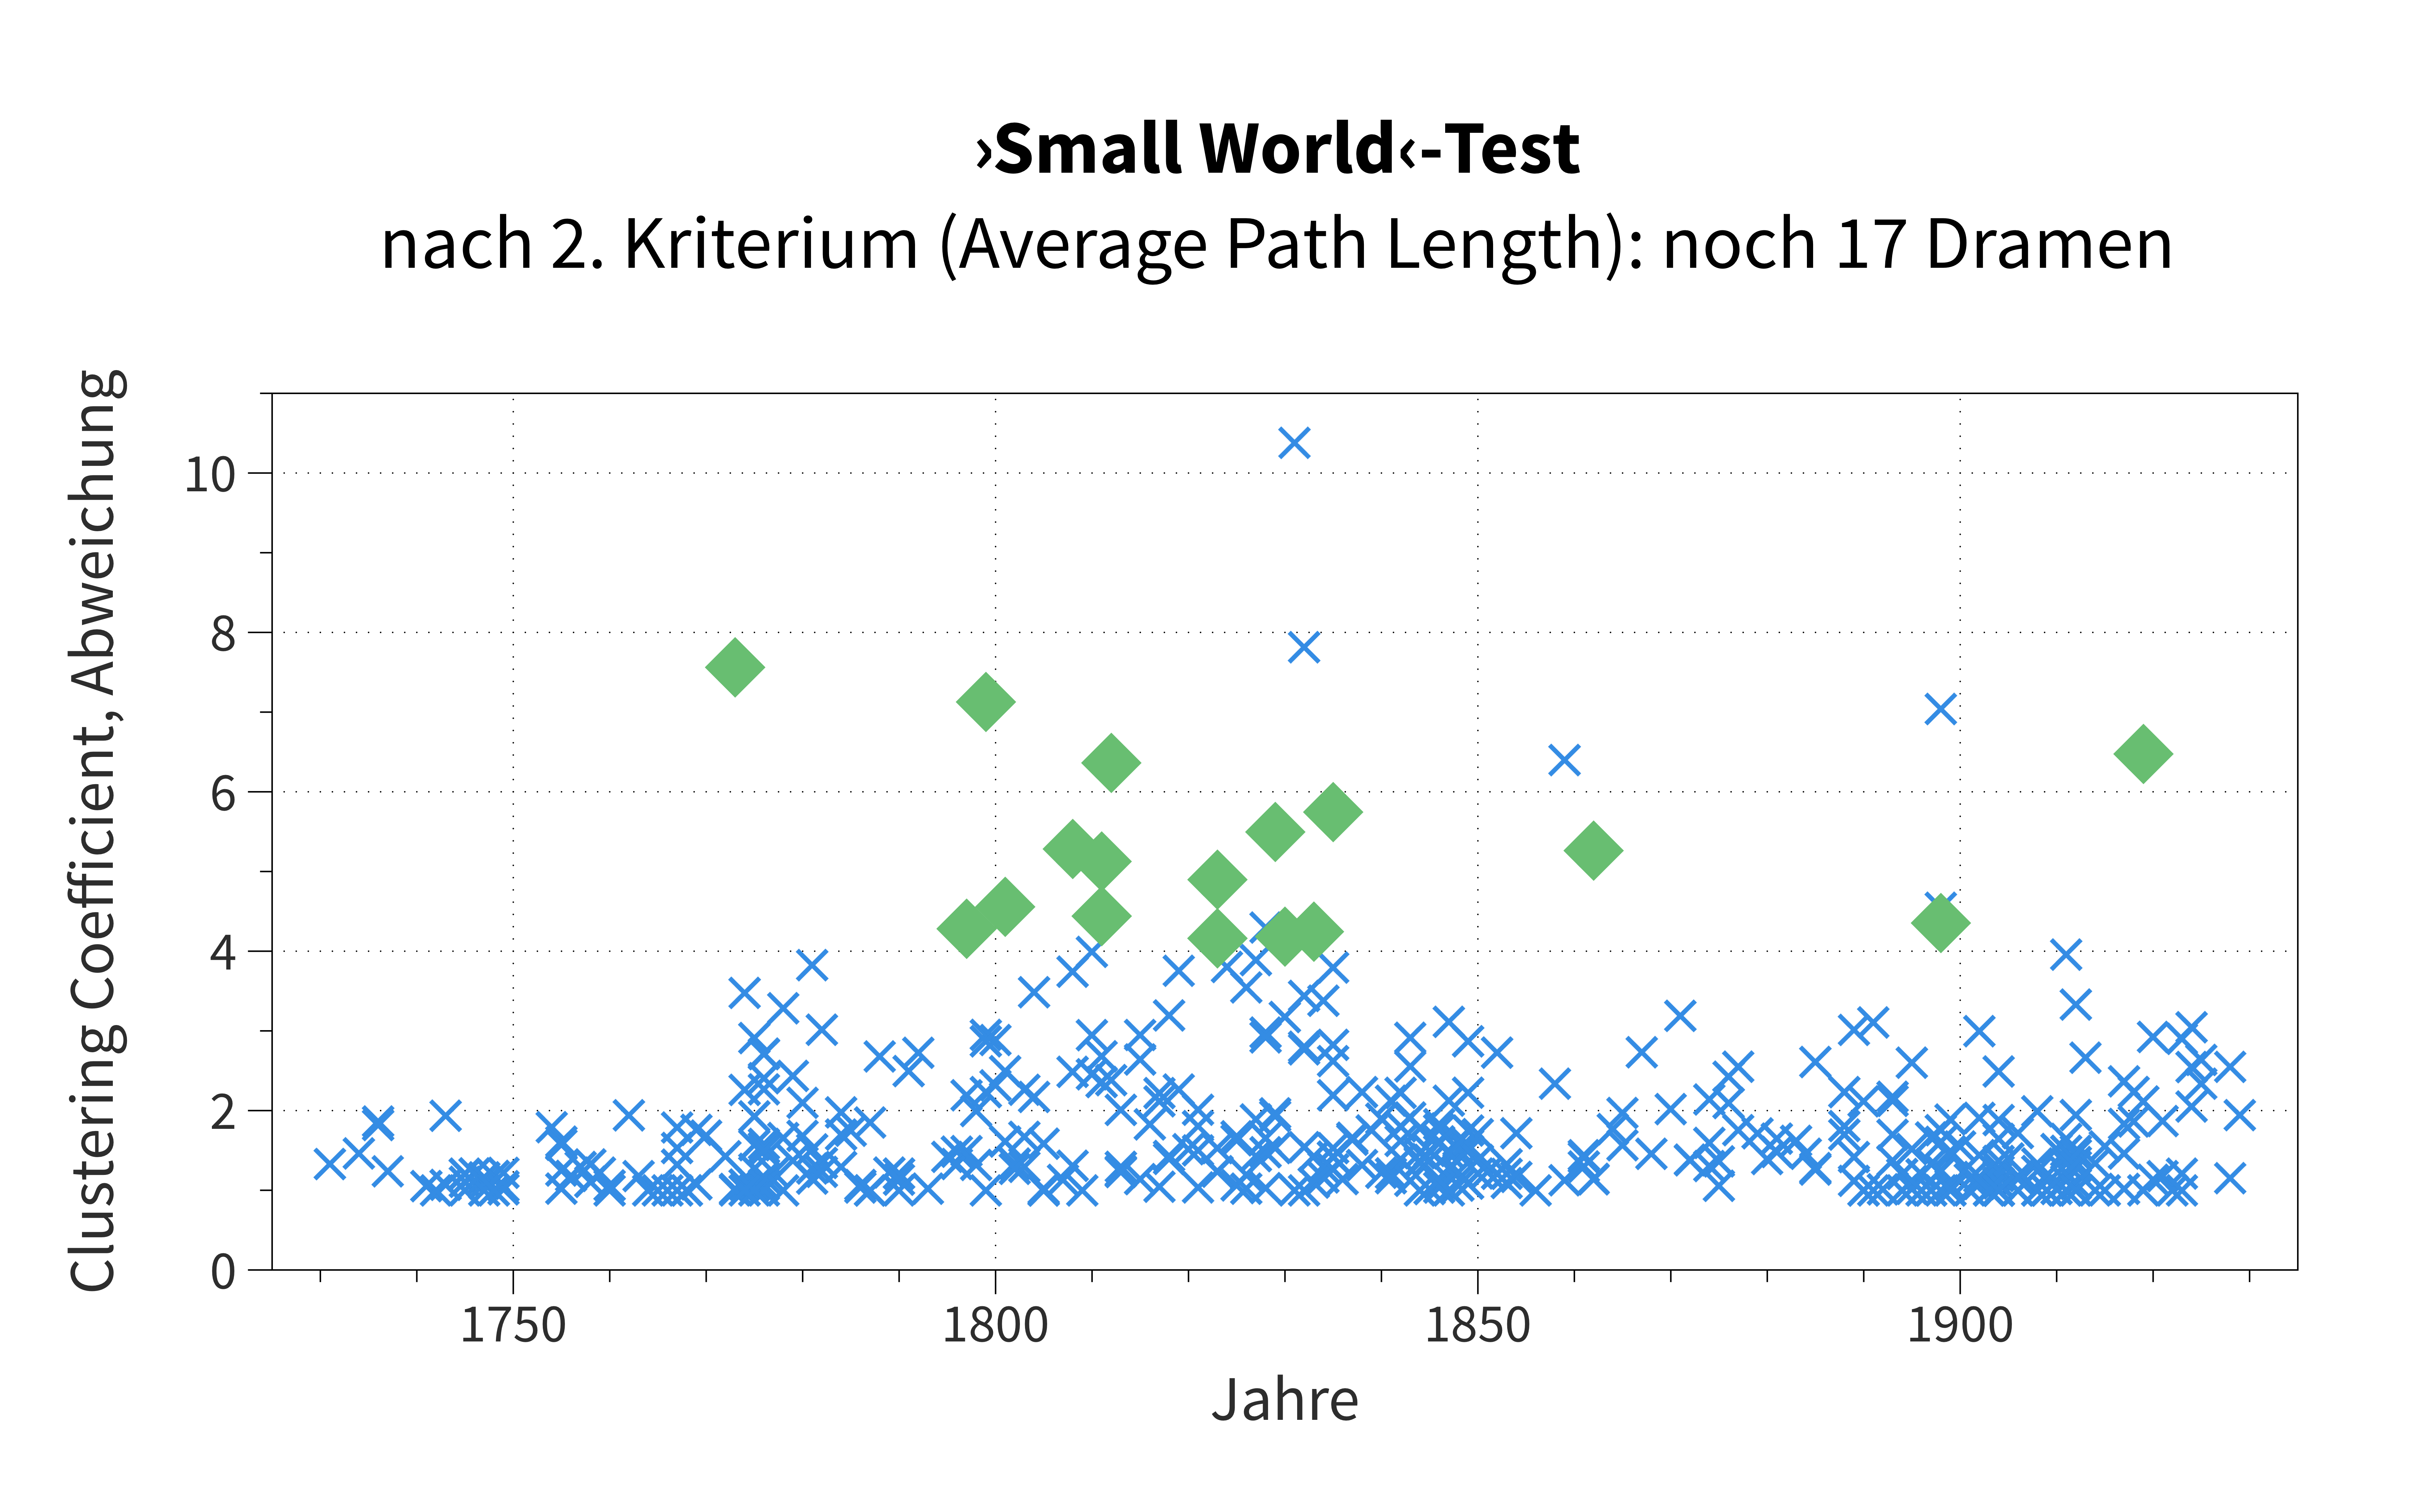 ›Small World‹-Test
nach 2. Kriterium (Average Path Length): noch 17 Dramen
Clustering Coefficient, Abweichung
10
8
6
4
2
0
1750
1800
1850
1900
Jahre